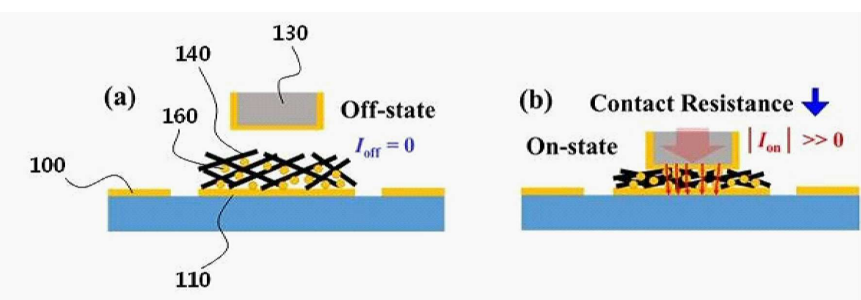 130
140
(a)
160
Off-state
I_off = 0
100
110
(b)
Contact Resistance
On-state
|I_on| >> 0